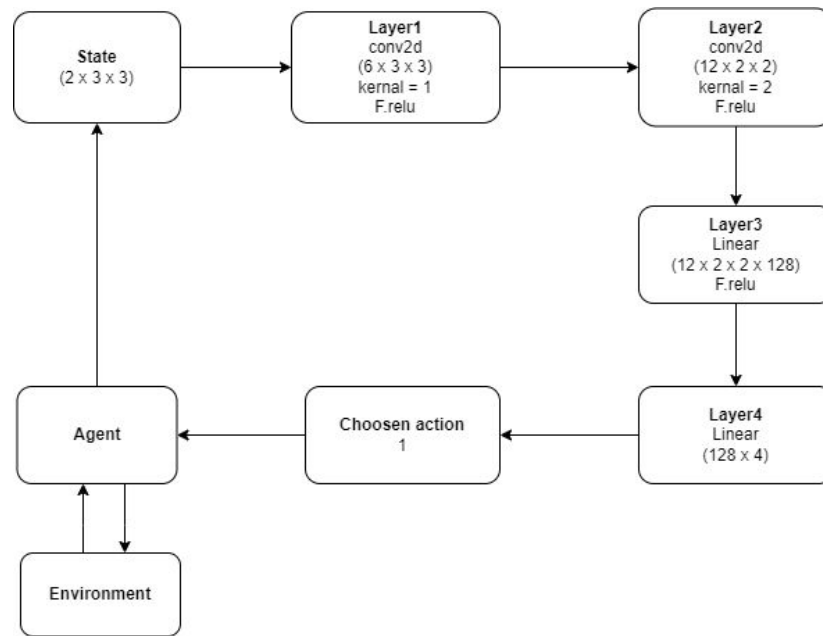 State
(2 x 3 x 3)
Layer1
conv2d
(6 x 3 x 3)
kernal = 1
F.relu
Layer2
conv2d
(12 x 2 x 2)
kernal = 2
F.relu
Layer3
Linear
(12 x 2 x 2 x 128)
F.relu
Layer4
Linear
(128 x 4)
Choosen action
1
Agent
Environment